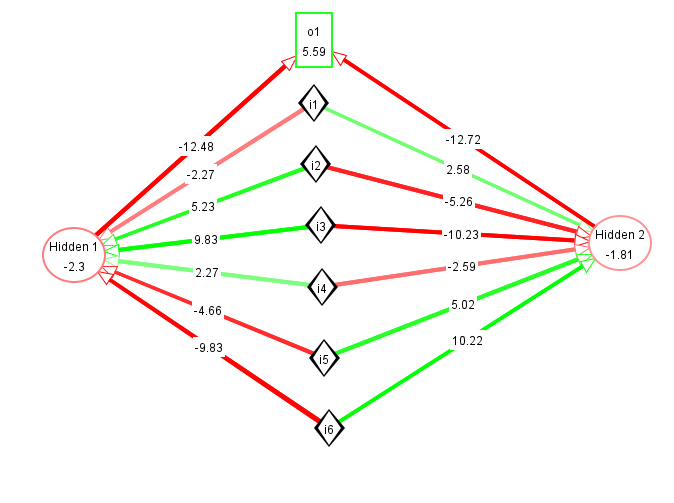 o1
5.59
i1
-12.48
-12.72
-2.27
2.58
i2
5.23
-5.26
i3
9.83
-10.23
Hidden 1
-2.3
Hidden 2
-1.81
2.27
-2.59
i4
-4.66
5.02
-9.83
10.22
i5
i6